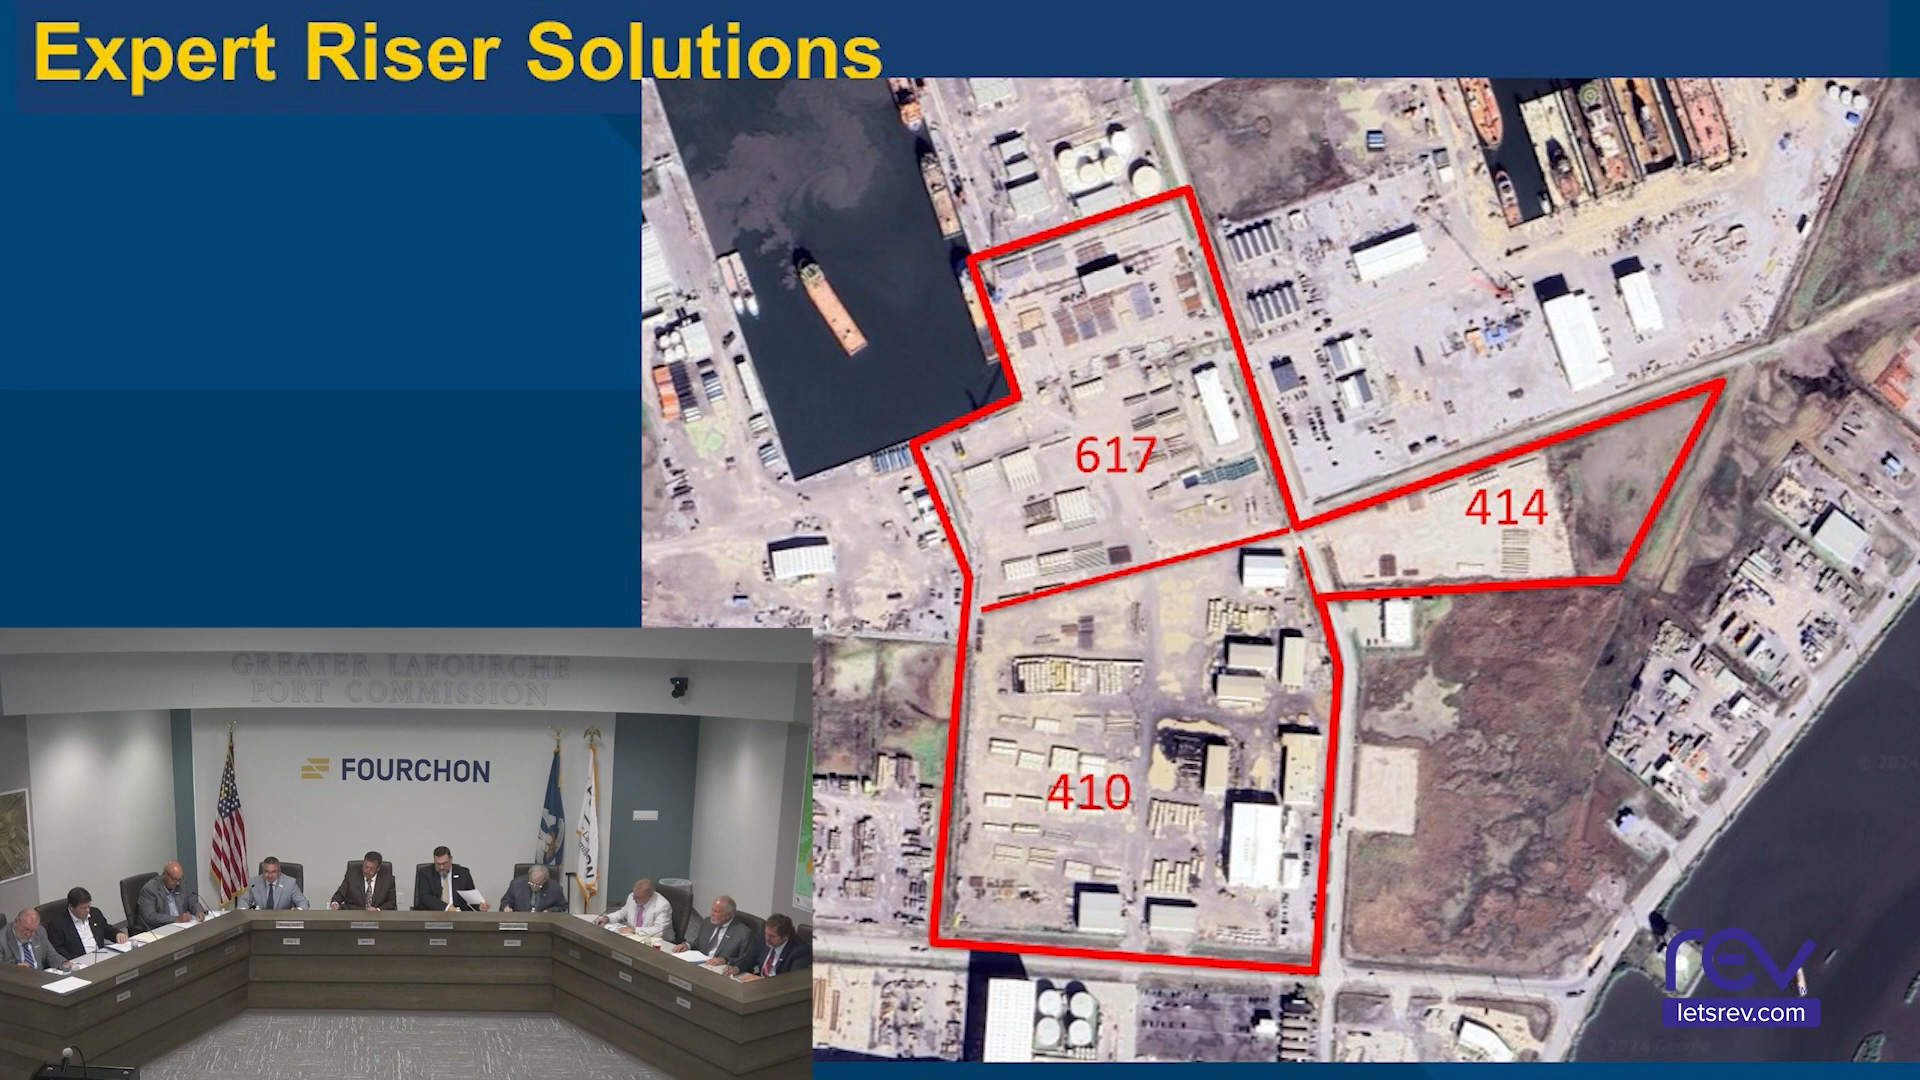 Expert Riser Solutions
617
414
410
GREATER LAFOURCHE
PORT COMMISSION
FOURCHON
rev
letsrev.com